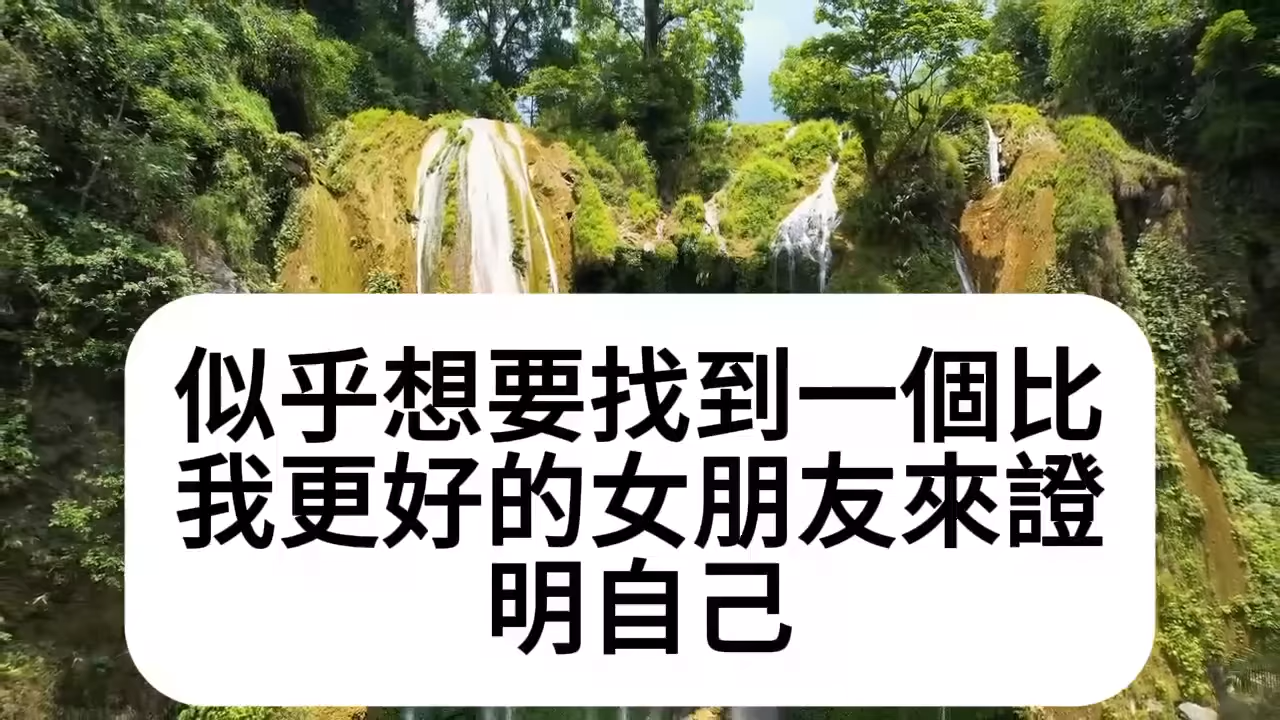 似乎想要找到一個比
我更好的女朋友來證
明自己